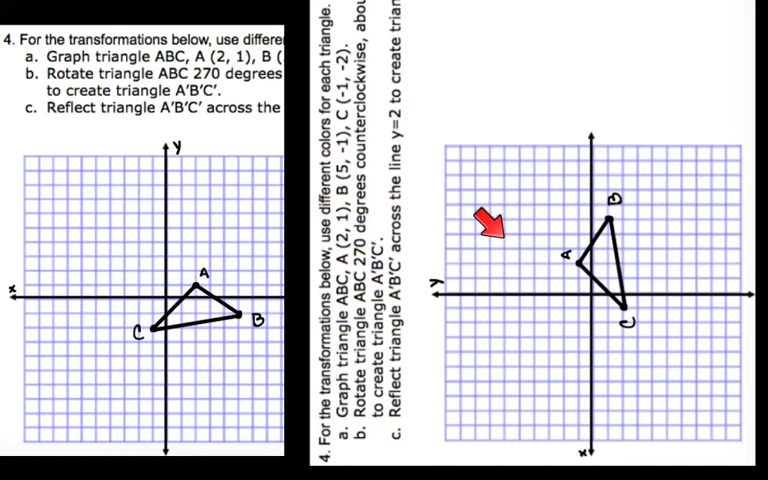 4. For the transformations below, use differe
a. Graph triangle ABC, A (2, 1), B (
b. Rotate triangle ABC 270 degrees
to create triangle A'B'C'.
c. Reflect triangle A'B'C' across the
y
x
A
B
C
4. For the transformations below, use different colors for each triangle.
a. Graph triangle ABC, A (2, 1), B (5, -1), C (-1, -2).
b. Rotate triangle ABC 270 degrees counterclockwise, abou
to create triangle A'B'C'.
c. Reflect triangle A'B'C' across the line y=2 to create trian
B
A
y
C
x